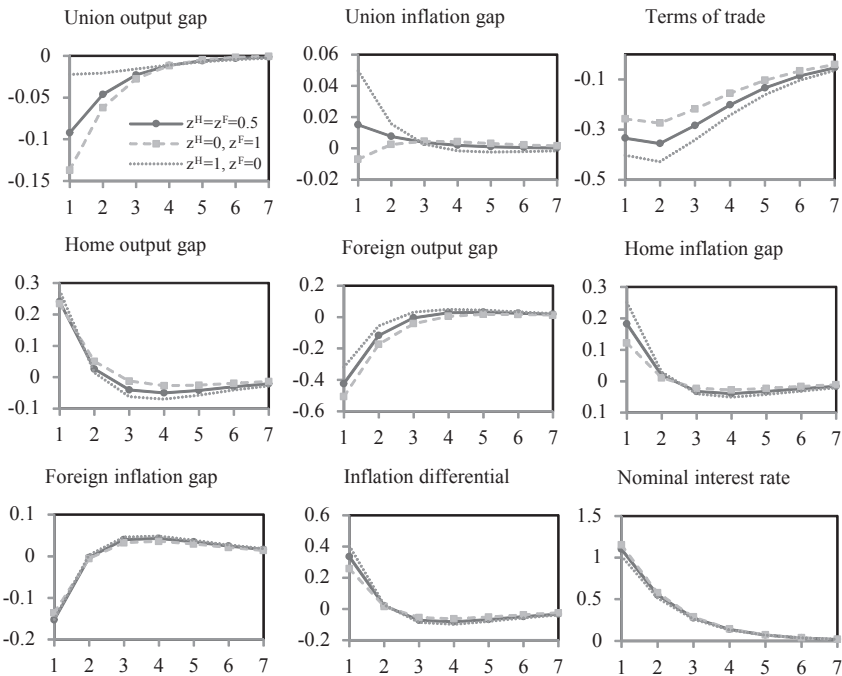 Union output gap
0
-0.05
-0.1
-0.15
zᴴ=zᶠ=0.5
zᴴ=0, zᶠ=1
zᴴ=1, zᶠ=0
1 2 3 4 5 6 7
Union inflation gap
0.06
0.04
0.02
0
-0.02
1 2 3 4 5 6 7
Terms of trade
-0.1
-0.3
-0.5
1 2 3 4 5 6 7
Home output gap
0.3
0.2
0.1
0
-0.1
1 2 3 4 5 6 7
Foreign output gap
0.2
0
-0.2
-0.4
-0.6
1 2 3 4 5 6 7
Home inflation gap
0.3
0.2
0.1
0
0.1
1 2 3 4 5 6 7
Foreign inflation gap
0.1
0
-0.1
-0.2
1 2 3 4 5 6 7
Inflation differential
0.6
0.4
0.2
0
-0.2
1 2 3 4 5 6 7
Nominal interest rate
1.5
1
0.5
0
1 2 3 4 5 6 7